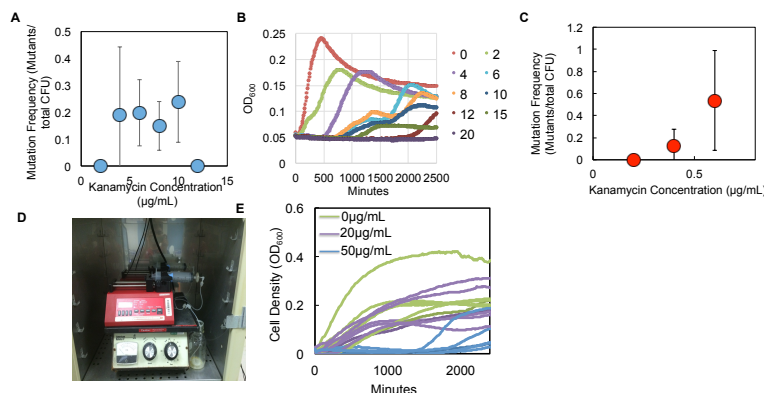 A
Mutation Frequency (Mutants/
total CFU)
0.5
0.4
0.3
0.2
0.1
0
0
5
10
15
Kanamycin Concentration
(µg/mL)
B
OD600
0.25
0.2
0.15
0.1
0.05
0
500
1000
1500
2000
2500
Minutes
0
2
4
6
8
10
12
15
20
C
Mutation Frequency
(Mutants/total CFU)
1.2
1
0.8
0.6
0.4
0.2
0
0
0.5
Kanamycin Concentration (µg/mL)
D
E
Cell Density (OD600)
0.6
0.4
0.2
0
0µg/mL
20µg/mL
50µg/mL
0
1000
2000
Minutes